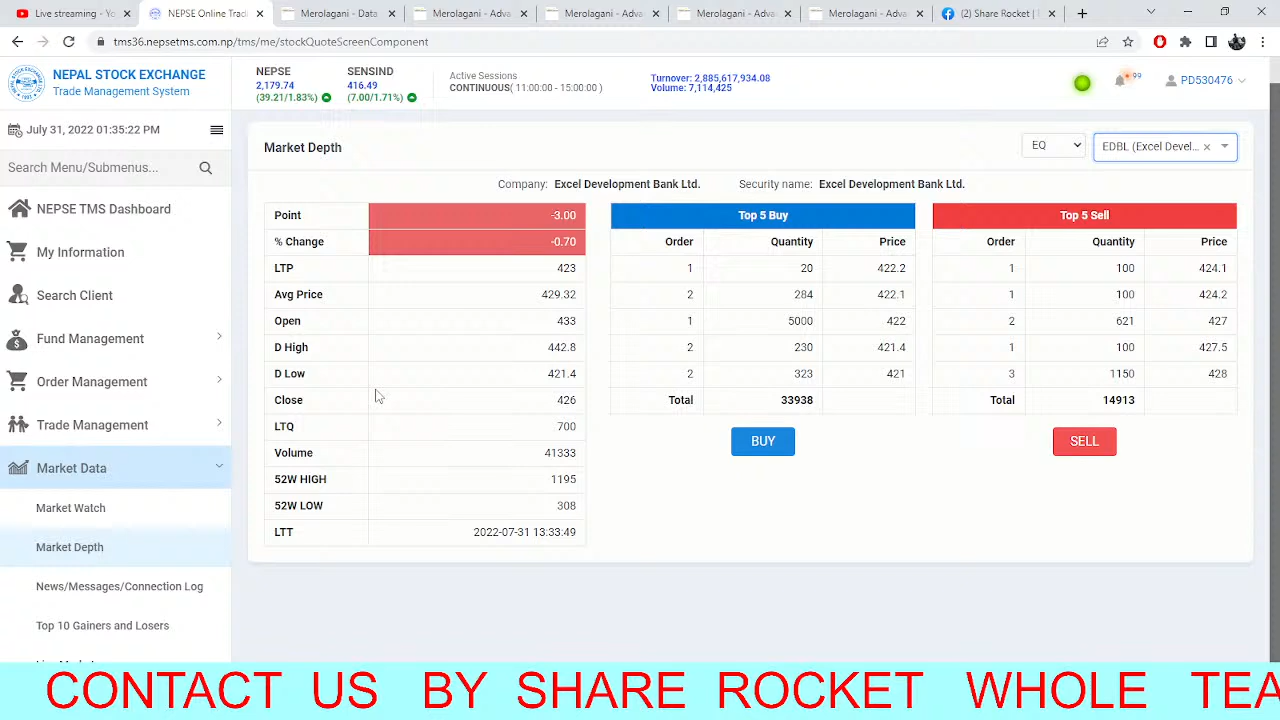 Live streaming - Yo
NEPSE Online Tradi
Merolagani - Data
Merolagani - Advan
Merolagani - Advan
Merolagani - Advan
Merolagani - Advan
(2) Share Rocket | L
tms36.nepsetms.com.np/tms/me/stockQuoteScreenComponent
NEPAL STOCK EXCHANGE
Trade Management System
NEPSE
2,179.74
(39.21/1.83%)
SENSIND
416.49
(7.00/1.71%)
Active Sessions
CONTINUOUS( 11:00:00 - 15:00:00 )
Turnover: 2,885,617,934.08
Volume: 7,114,425
99
PD530476
July 31, 2022 01:35:22 PM
Search Menu/Submenus...
NEPSE TMS Dashboard
My Information
Search Client
Fund Management
Order Management
Trade Management
Market Data
Market Watch
Market Depth
News/Messages/Connection Log
Top 10 Gainers and Losers
Market Depth
EQ
EDBL (Excel Devel...
Company: Excel Development Bank Ltd. Security name: Excel Development Bank Ltd.
Point -3.00
% Change -0.70
LTP 423
Avg Price 429.32
Open 433
D High 442.8
D Low 421.4
Close 426
LTQ 700
Volume 41333
52W HIGH 1195
52W LOW 308
LTT 2022-07-31 13:33:49
Top 5 Buy
Order Quantity Price
1 20 422.2
2 284 422.1
1 5000 422
2 230 421.4
2 323 421
Total 33938
BUY
Top 5 Sell
Order Quantity Price
1 100 424.1
1 100 424.2
2 621 427
1 100 427.5
3 1150 428
Total 14913
SELL
CONTACT US BY SHARE ROCKET WHOLE TEA